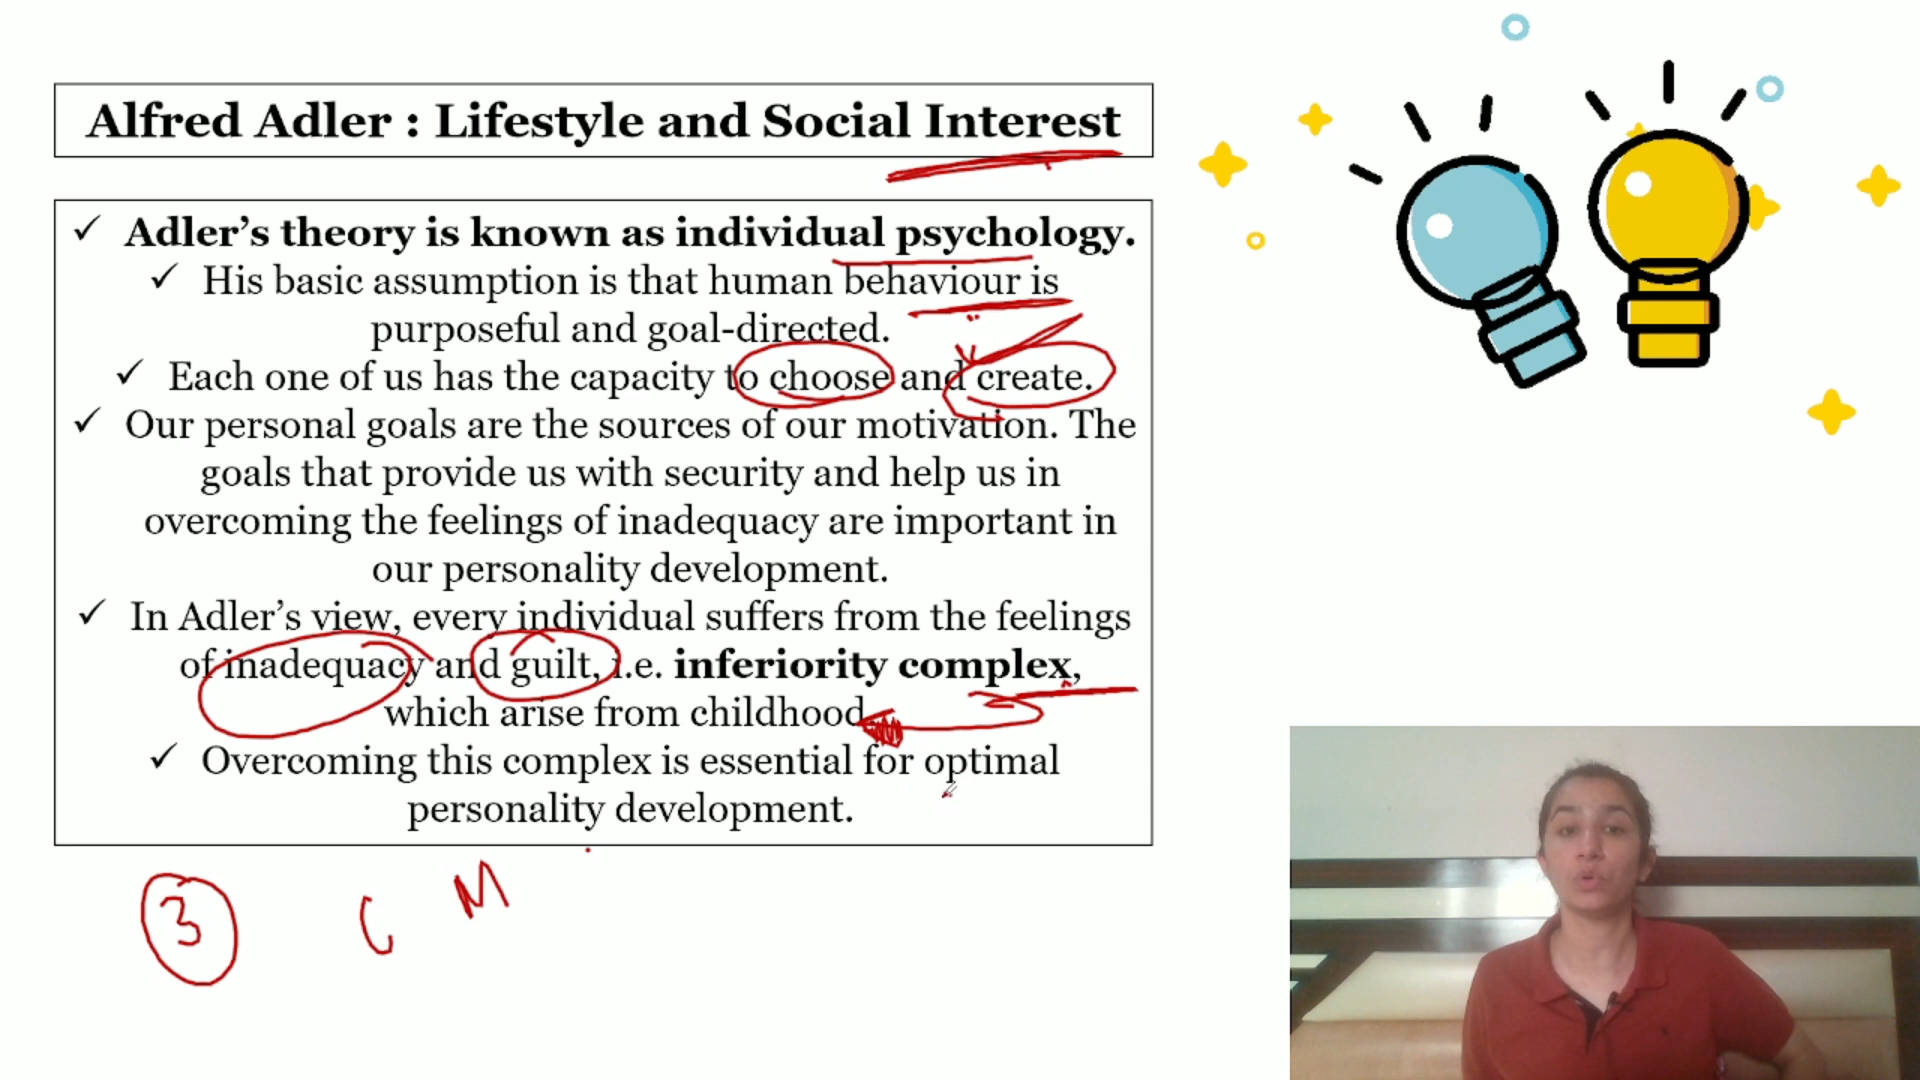 Alfred Adler : Lifestyle and Social Interest
✓ Adler’s theory is known as individual psychology.
✓ His basic assumption is that human behaviour is
purposeful and goal-directed.
✓ Each one of us has the capacity to choose and create.
✓ Our personal goals are the sources of our motivation. The
goals that provide us with security and help us in
overcoming the feelings of inadequacy are important in
our personality development.
✓ In Adler’s view, every individual suffers from the feelings
of inadequacy and guilt, i.e. inferiority complex,
which arise from childhood
✓ Overcoming this complex is essential for optimal
personality development.
3 C M